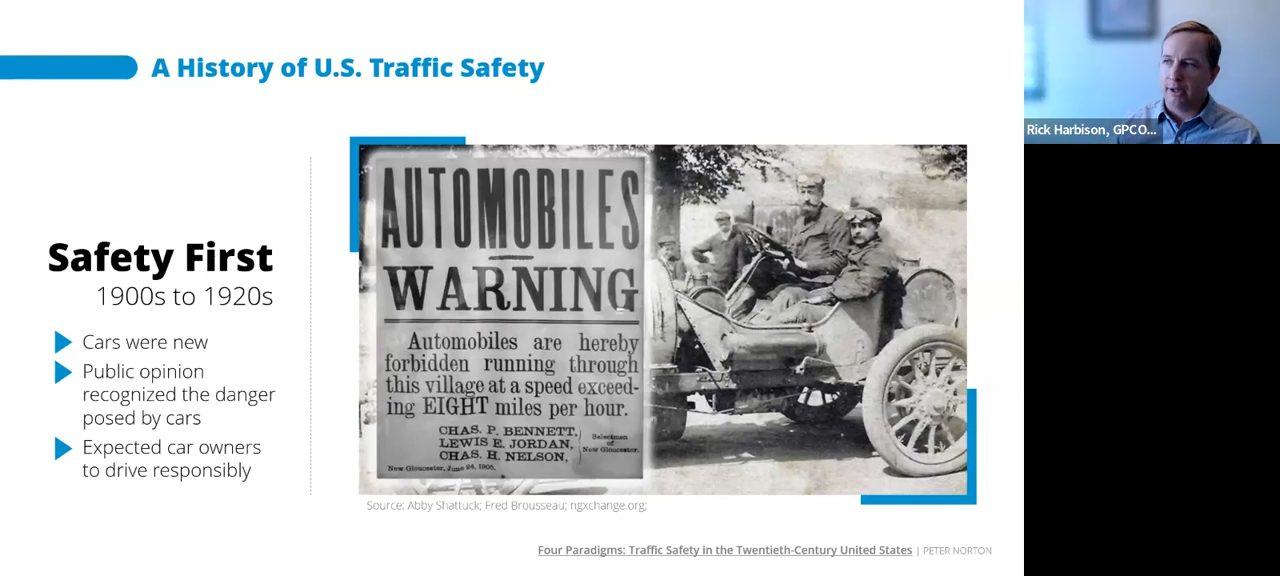 A History of U.S. Traffic Safety
Safety First
1900s to 1920s
Cars were new
Public opinion
recognized the danger
posed by cars
Expected car owners
to drive responsibly
AUTOMOBILES
WARNING
Automobiles are hereby
forbidden running through
this village at a speed exceed-
ing EIGHT miles per hour.
CHAS. P. BENNETT,
LEWIS E. JORDAN,
CHAS. H. NELSON,
Selectmen
of
New Gloucester.
New Gloucester, June 24, 1905.
Source: Abby Shattuck; Fred Brousseau; ngxchange.org;
Four Paradigms: Traffic Safety in the Twentieth-Century United States | PETER NORTON
Rick Harbison, GPCO...